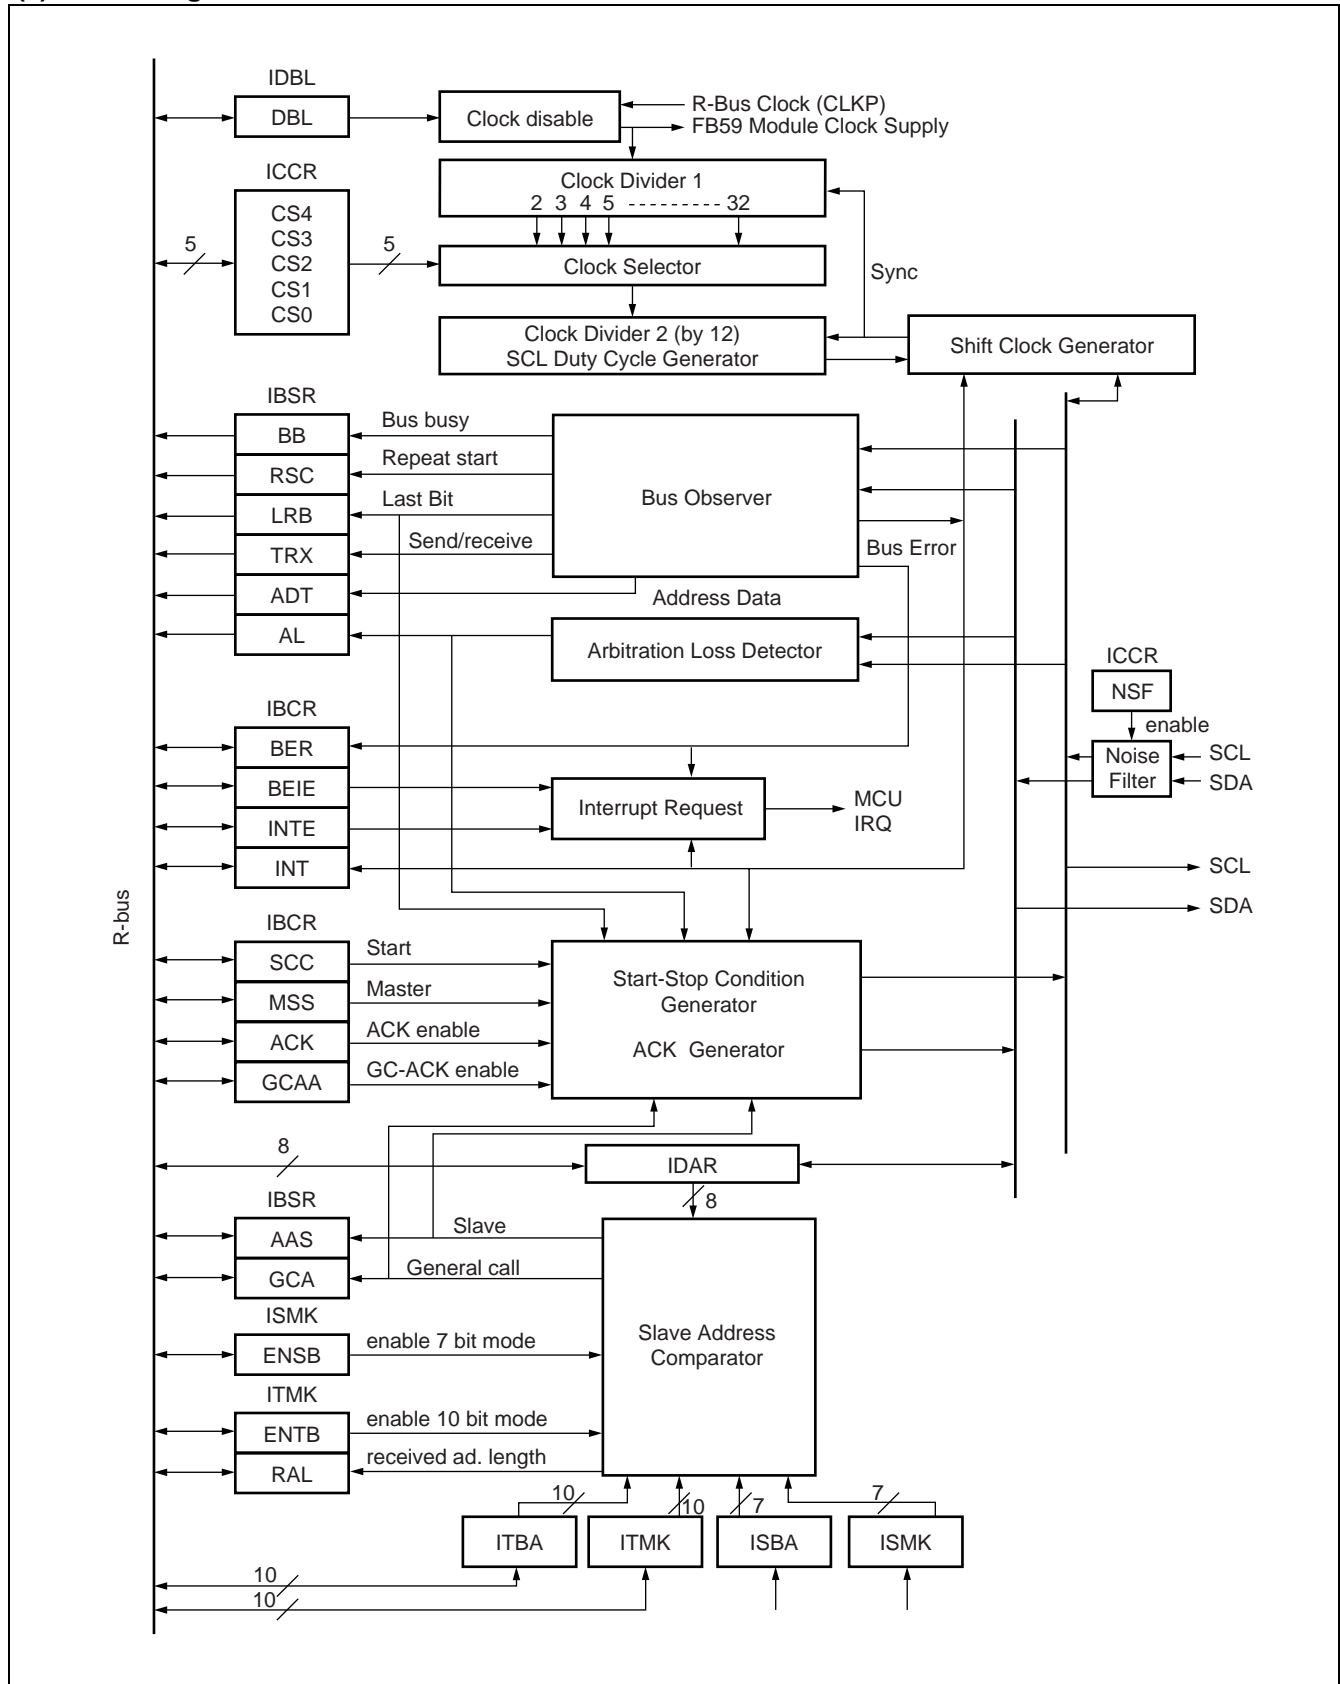 IDBL
DBL
Clock disable
R-Bus Clock (CLKP)
FB59 Module Clock Supply
ICCR
CS4
CS3
CS2
CS1
CS0
5
5
Clock Divider 1
2 3 4 5 - - - - - - - - - 32
Clock Selector
Sync
Clock Divider 2 (by 12)
SCL Duty Cycle Generator
Shift Clock Generator
IBSR
BB
RSC
LRB
TRX
ADT
AL
Bus busy
Repeat start
Last Bit
Send/receive
Bus Observer
Bus Error
Address Data
Arbitration Loss Detector
ICCR
NSF
enable
Noise
Filter
SCL
SDA
IBCR
BER
BEIE
INTE
INT
Interrupt Request
MCU
IRQ
SCL
SDA
R-bus
IBCR
SCC
MSS
ACK
GCAA
Start
Master
ACK enable
GC-ACK enable
Start-Stop Condition
Generator
ACK Generator
8
IDAR
8
IBSR
AAS
GCA
Slave
General call
ISMK
ENSB
enable 7 bit mode
Slave Address
Comparator
ITMK
ENTB
RAL
enable 10 bit mode
received ad. length
10
10
7
7
ITBA
ITMK
ISBA
ISMK
10
10